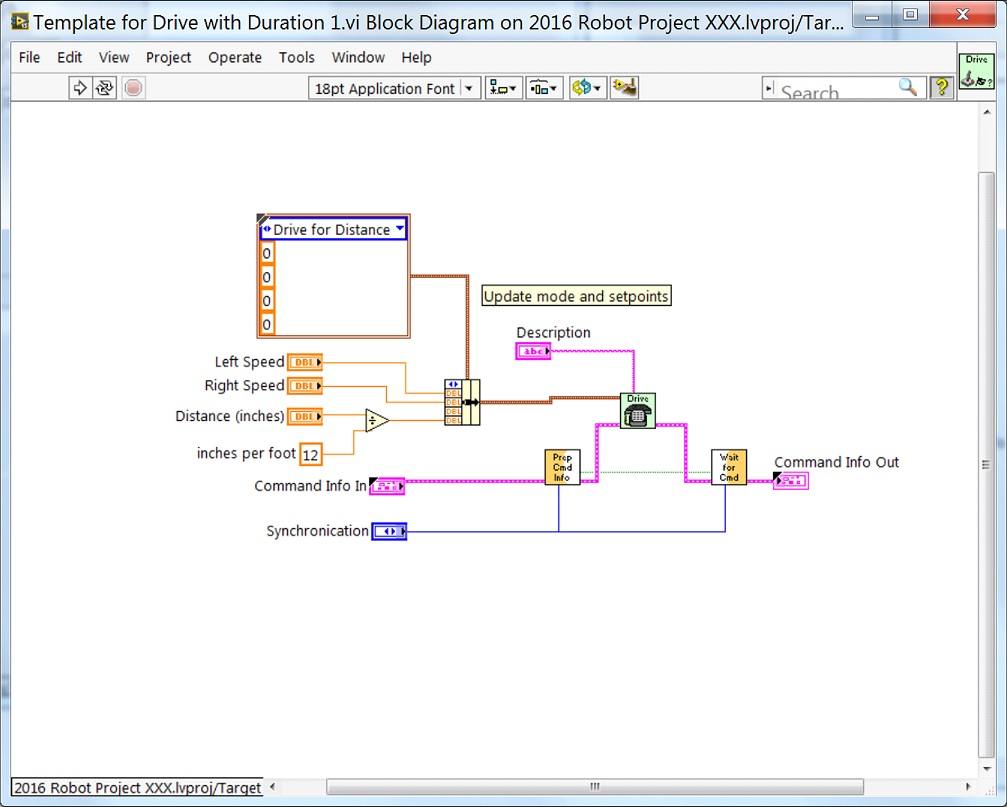 Template for Drive with Duration 1.vi Block Diagram on 2016 Robot Project XXX.lvproj/Target...
File Edit View Project Operate Tools Window Help
Drive
?
18pt Application Font
Search
?
Drive for Distance
0
0
0
0
Update mode and setpoints
Description
abc
Left Speed DBL
Right Speed DBL
DBL
DBL
DBL
DBL
Drive
Distance (inches) DBL
÷
inches per foot 12
Prep
Cmd
Info
Wait
for
Cmd
Command Info Out
Command Info In
Synchronication
2016 Robot Project XXX.lvproj/Target